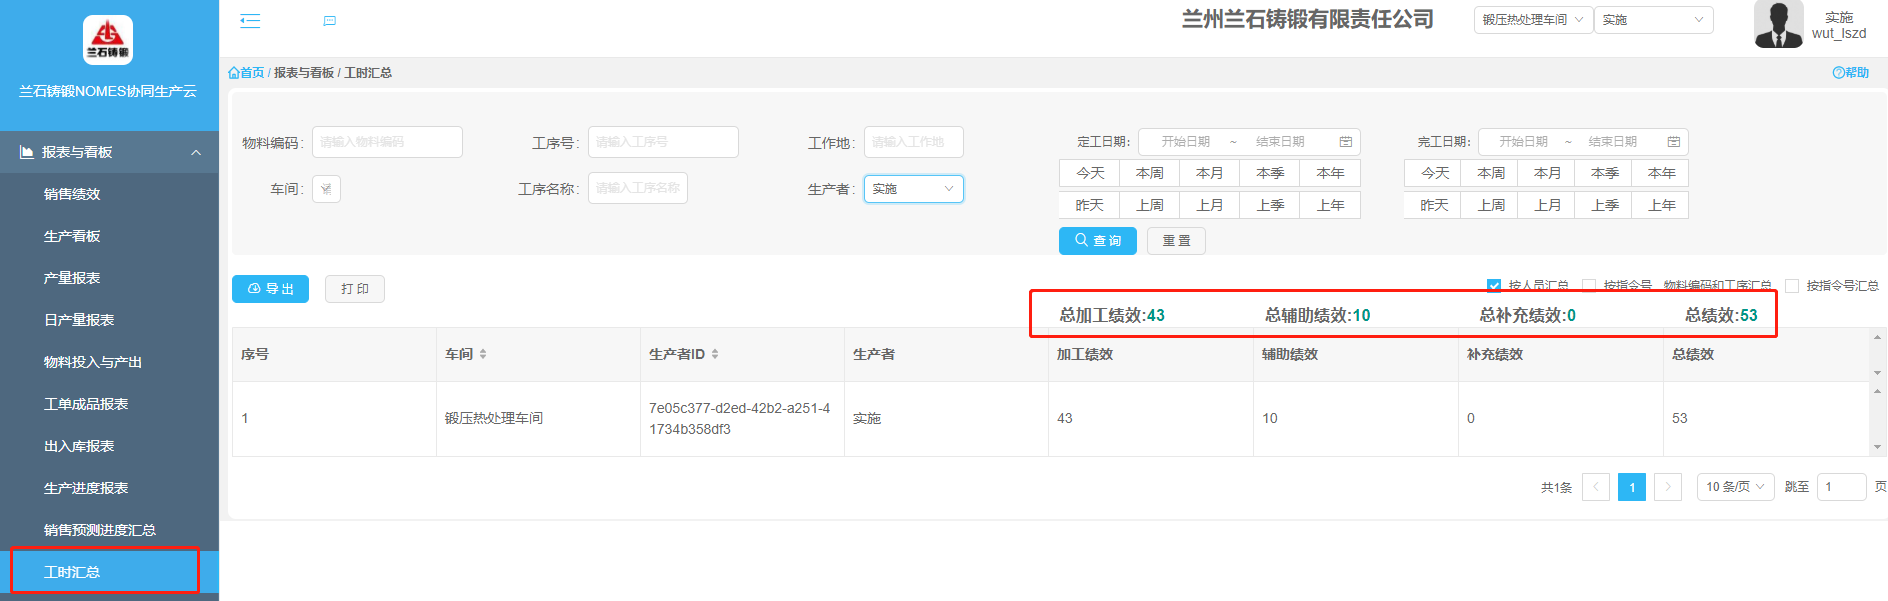 兰石铸锻
兰石铸锻NOMES协同生产云
报表与看板
销售绩效
生产看板
产量报表
日产量报表
物料投入与产出
工单成品报表
出入库报表
生产进度报表
销售预测进度汇总
工时汇总
兰州兰石铸锻有限责任公司
锻压热处理车间
实施
实施
wut_lszd
首页 / 报表与看板 / 工时汇总
帮助
物料编码: 请输入物料编码
工序号: 请输入工序号
工作地: 请输入工作地
定工日期: 开始日期 ~ 结束日期
完工日期: 开始日期 ~ 结束日期
今天 本周 本月 本季 本年
今天 本周 本月 本季 本年
车间:
工序名称: 请输入工序名称
生产者: 实施
昨天 上周 上月 上季 上年
昨天 上周 上月 上季 上年
查 询
重 置
导 出
打 印
按人员汇总 按指令号、物料编码和工序汇总 按指令号汇总
总加工绩效:43 总辅助绩效:10 总补充绩效:0 总绩效:53
序号 车间 生产者ID 生产者 加工绩效 辅助绩效 补充绩效 总绩效
1 锻压热处理车间 7e05c377-d2ed-42b2-a251-4
1734b358df3 实施 43 10 0 53
共1条 < 1 > 10 条/页 跳至 1 页